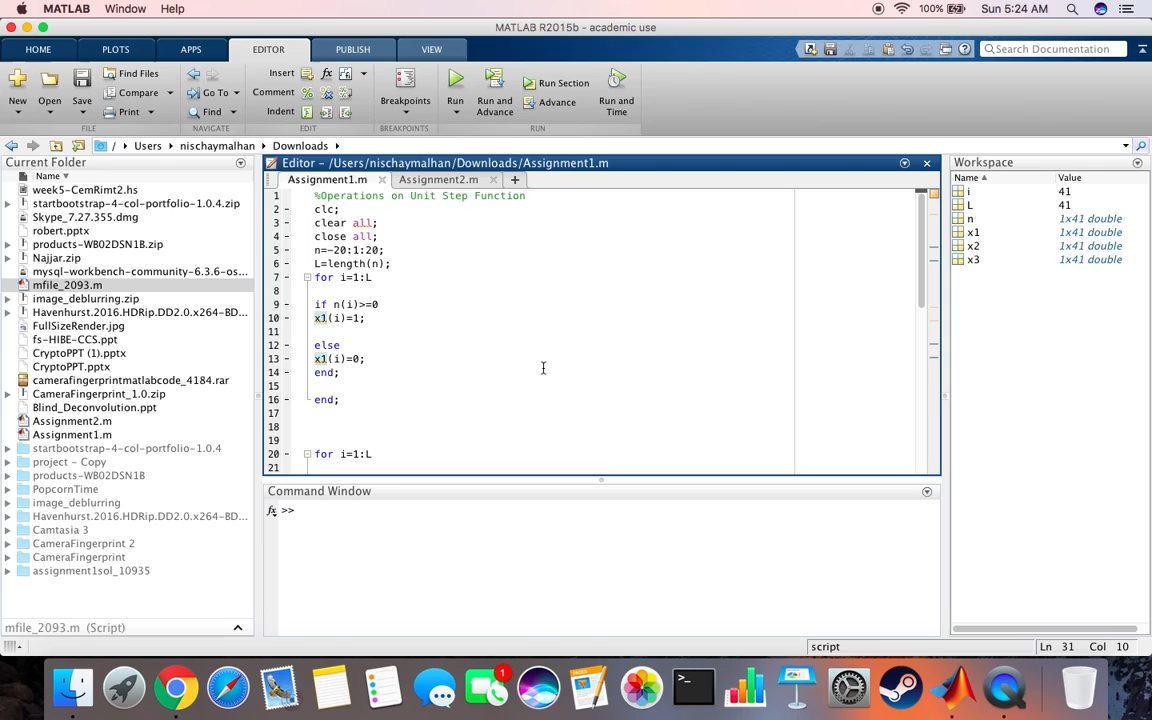 MATLAB Window Help 100% Sun 5:24 AM
MATLAB R2015b - academic use
HOME PLOTS APPS EDITOR PUBLISH VIEW Search Documentation
New Open Save Find Files Compare Print
Go To Find
Insert fx
Comment
Indent
Breakpoints
Run Run and Advance Run Section Advance Run and Time
FILE NAVIGATE EDIT BREAKPOINTS RUN
/ Users nischaymalhan Downloads
Current Folder
Name
week5-CemRimt2.hs
startbootstrap-4-col-portfolio-1.0.4.zip
Skype_7.27.355.dmg
robert.pptx
products-WB02DSN1B.zip
Najjar.zip
mysql-workbench-community-6.3.6-os...
mfile_2093.m
image_deblurring.zip
Havenhurst.2016.HDRip.DD2.0.x264-BD...
FullSizeRender.jpg
fs-HIBE-CCS.ppt
CryptoPPT (1).pptx
CryptoPPT.pptx
camerafingerprintmatlabcode_4184.rar
CameraFingerprint_1.0.zip
Blind_Deconvolution.ppt
Assignment2.m
Assignment1.m
startbootstrap-4-col-portfolio-1.0.4
project - Copy
products-WB02DSN1B
PopcornTime
image_deblurring
Havenhurst.2016.HDRip.DD2.0.x264-BD...
Camtasia 3
CameraFingerprint 2
CameraFingerprint
assignment1sol_10935
mfile_2093.m (Script)
Editor - /Users/nischaymalhan/Downloads/Assignment1.m
Assignment1.m Assignment2.m
1 %Operations on Unit Step Function
2 - clc;
3 - clear all;
4 - close all;
5 - n=-20:1:20;
6 - L=length(n);
7 - for i=1:L
8
9 - if n(i)>=0
10 - x1(i)=1;
11
12 - else
13 - x1(i)=0;
14 - end;
15
16 - end;
17
18
19
20 - for i=1:L
21
Command Window
fx >>
Workspace
Name Value
i 41
L 41
n 1x41 double
x1 1x41 double
x2 1x41 double
x3 1x41 double
script Ln 31 Col 10
1
>_